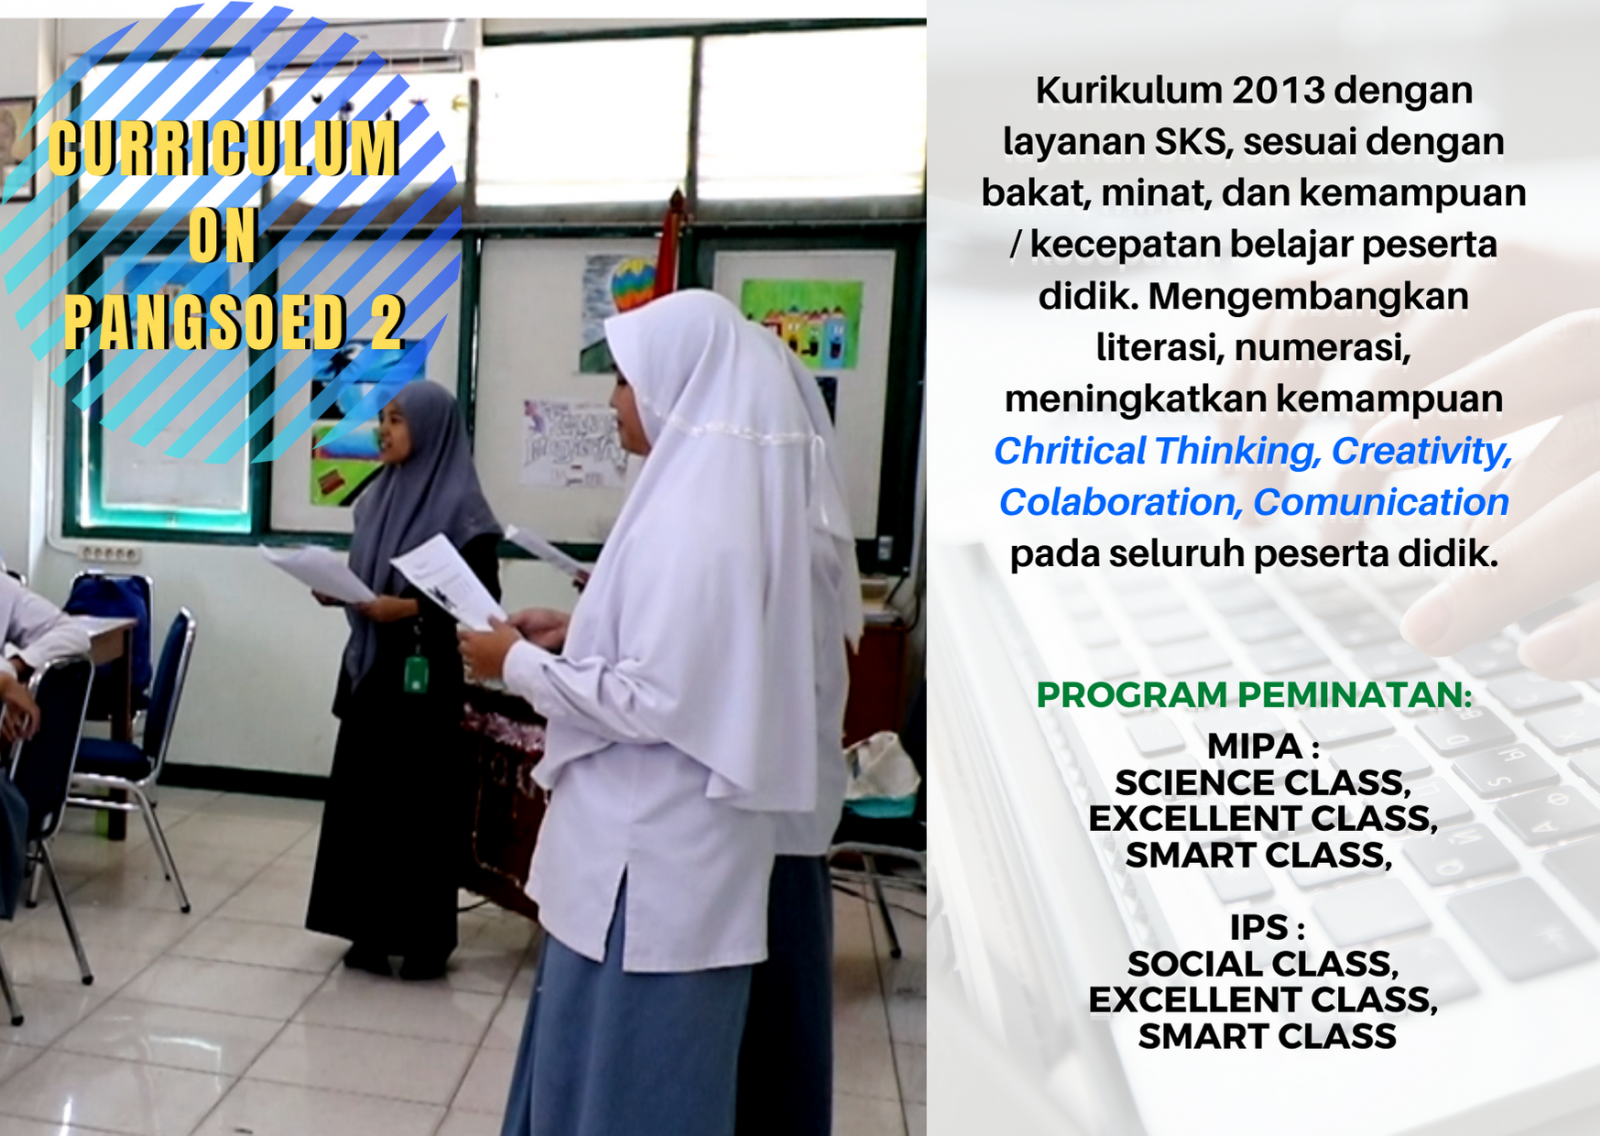 CURRICULUM
ON
PANGSOED 2
Kurikulum 2013 dengan
layanan SKS, sesuai dengan
bakat, minat, dan kemampuan
/ kecepatan belajar peserta
didik. Mengembangkan
literasi, numerasi,
meningkatkan kemampuan
Chritical Thinking, Creativity,
Colaboration, Comunication
pada seluruh peserta didik.
PROGRAM PEMINATAN:
MIPA :
SCIENCE CLASS,
EXCELLENT CLASS,
SMART CLASS,
IPS :
SOCIAL CLASS,
EXCELLENT CLASS,
SMART CLASS